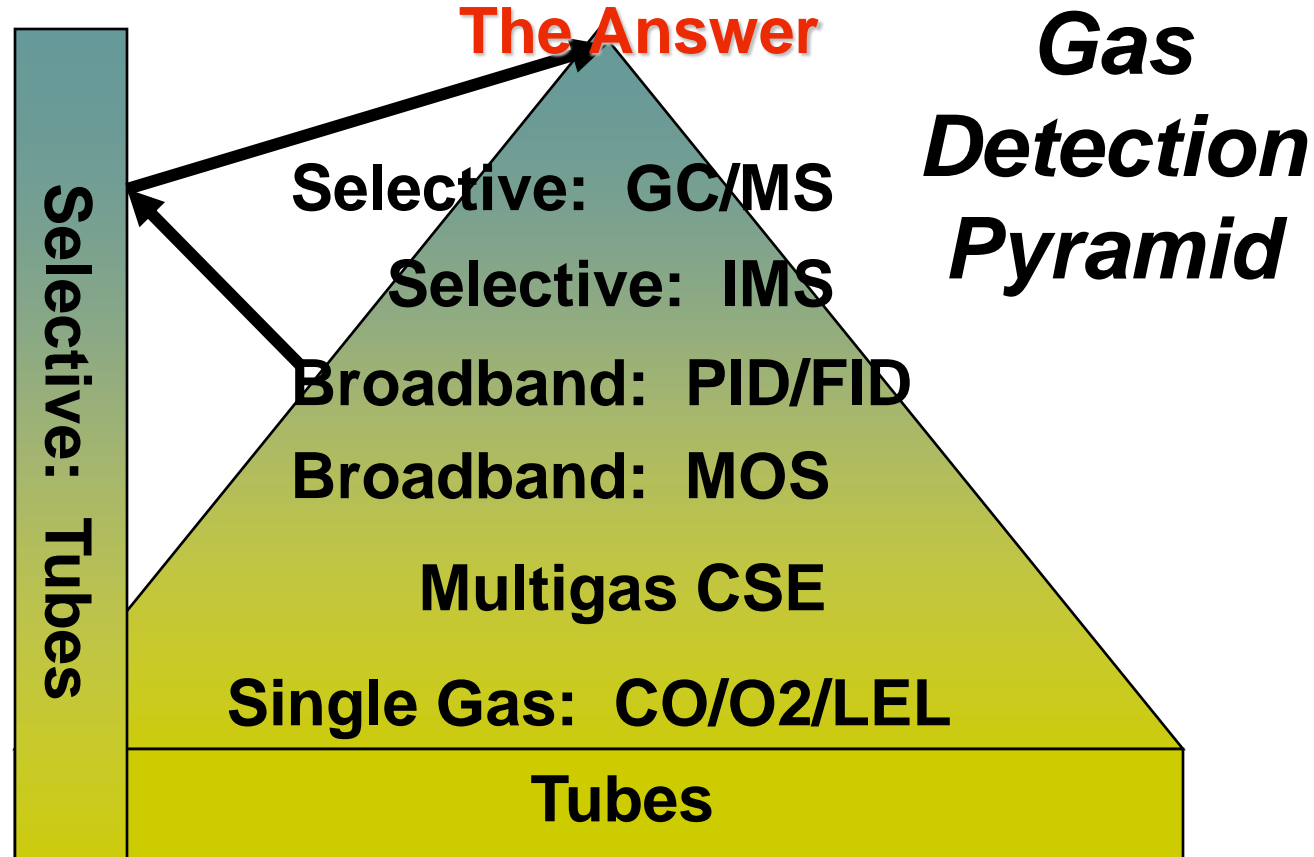 The Answer
Gas
Detection
Pyramid
Selective:  GC/MS
Selective:  IMS
Broadband:  PID/FID
Broadband:  MOS
Multigas CSE
Single Gas:  CO/O2/LEL
Tubes
Selective:  Tubes